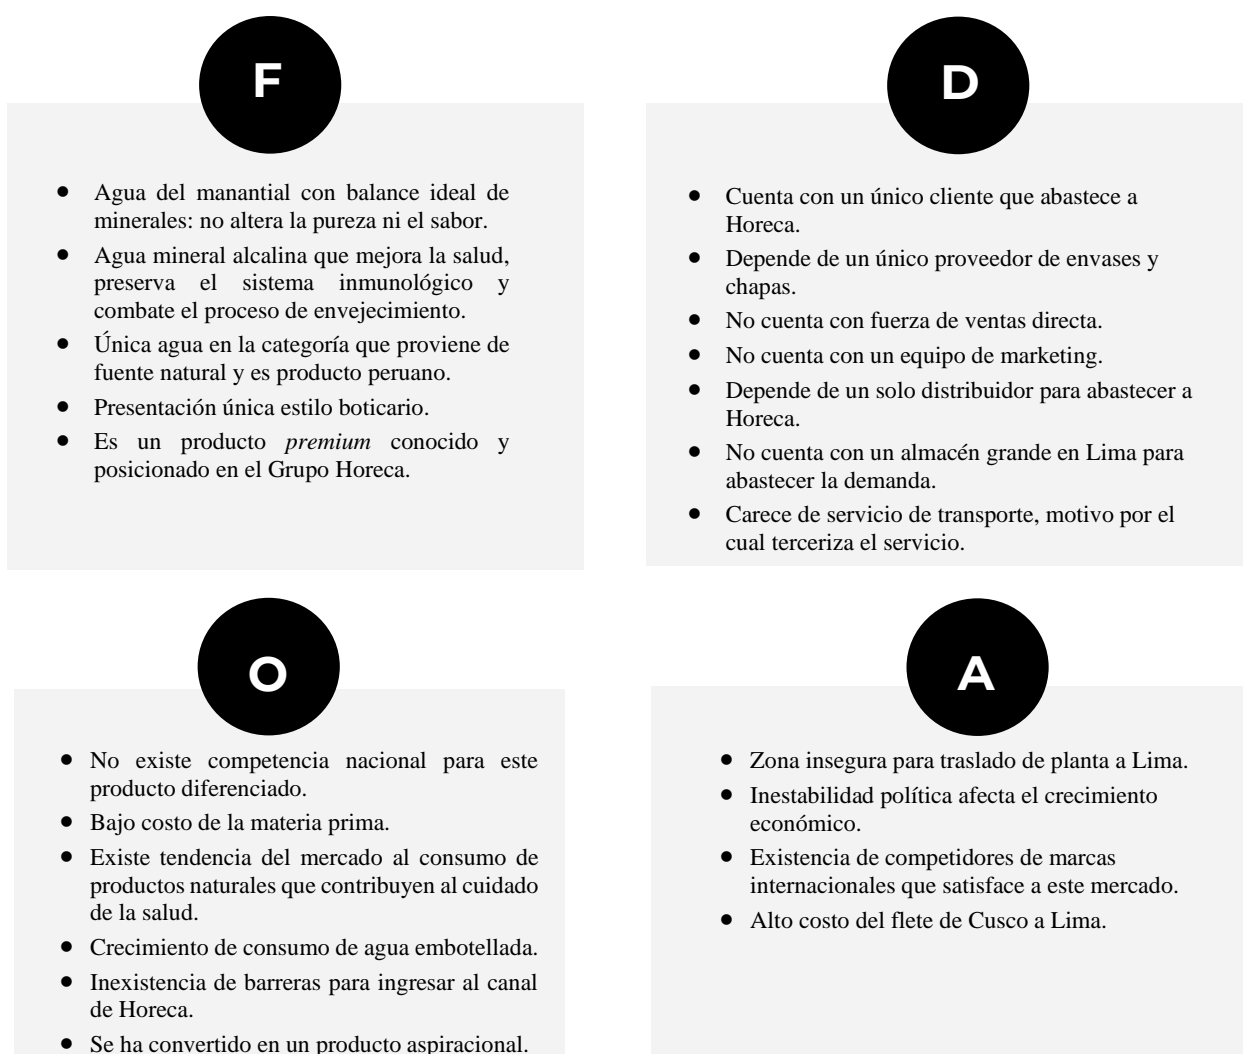 F
Agua del manantial con balance ideal de
minerales: no altera la pureza ni el sabor.
Agua mineral alcalina que mejora la salud,
preserva el sistema inmunológico y
combate el proceso de envejecimiento.
Única agua en la categoría que proviene de
fuente natural y es producto peruano.
Presentación única estilo boticario.
Es un producto premium conocido y
posicionado en el Grupo Horeca.
D
Cuenta con un único cliente que abastece a
Horeca.
Depende de un único proveedor de envases y
chapas.
No cuenta con fuerza de ventas directa.
No cuenta con un equipo de marketing.
Depende de un solo distribuidor para abastecer a
Horeca.
No cuenta con un almacén grande en Lima para
abastecer la demanda.
Carece de servicio de transporte, motivo por el
cual terceriza el servicio.
O
No existe competencia nacional para este
producto diferenciado.
Bajo costo de la materia prima.
Existe tendencia del mercado al consumo de
productos naturales que contribuyen al cuidado
de la salud.
Crecimiento de consumo de agua embotellada.
Inexistencia de barreras para ingresar al canal
de Horeca.
Se ha convertido en un producto aspiracional.
A
Zona insegura para traslado de planta a Lima.
Inestabilidad política afecta el crecimiento
económico.
Existencia de competidores de marcas
internacionales que satisface a este mercado.
Alto costo del flete de Cusco a Lima.